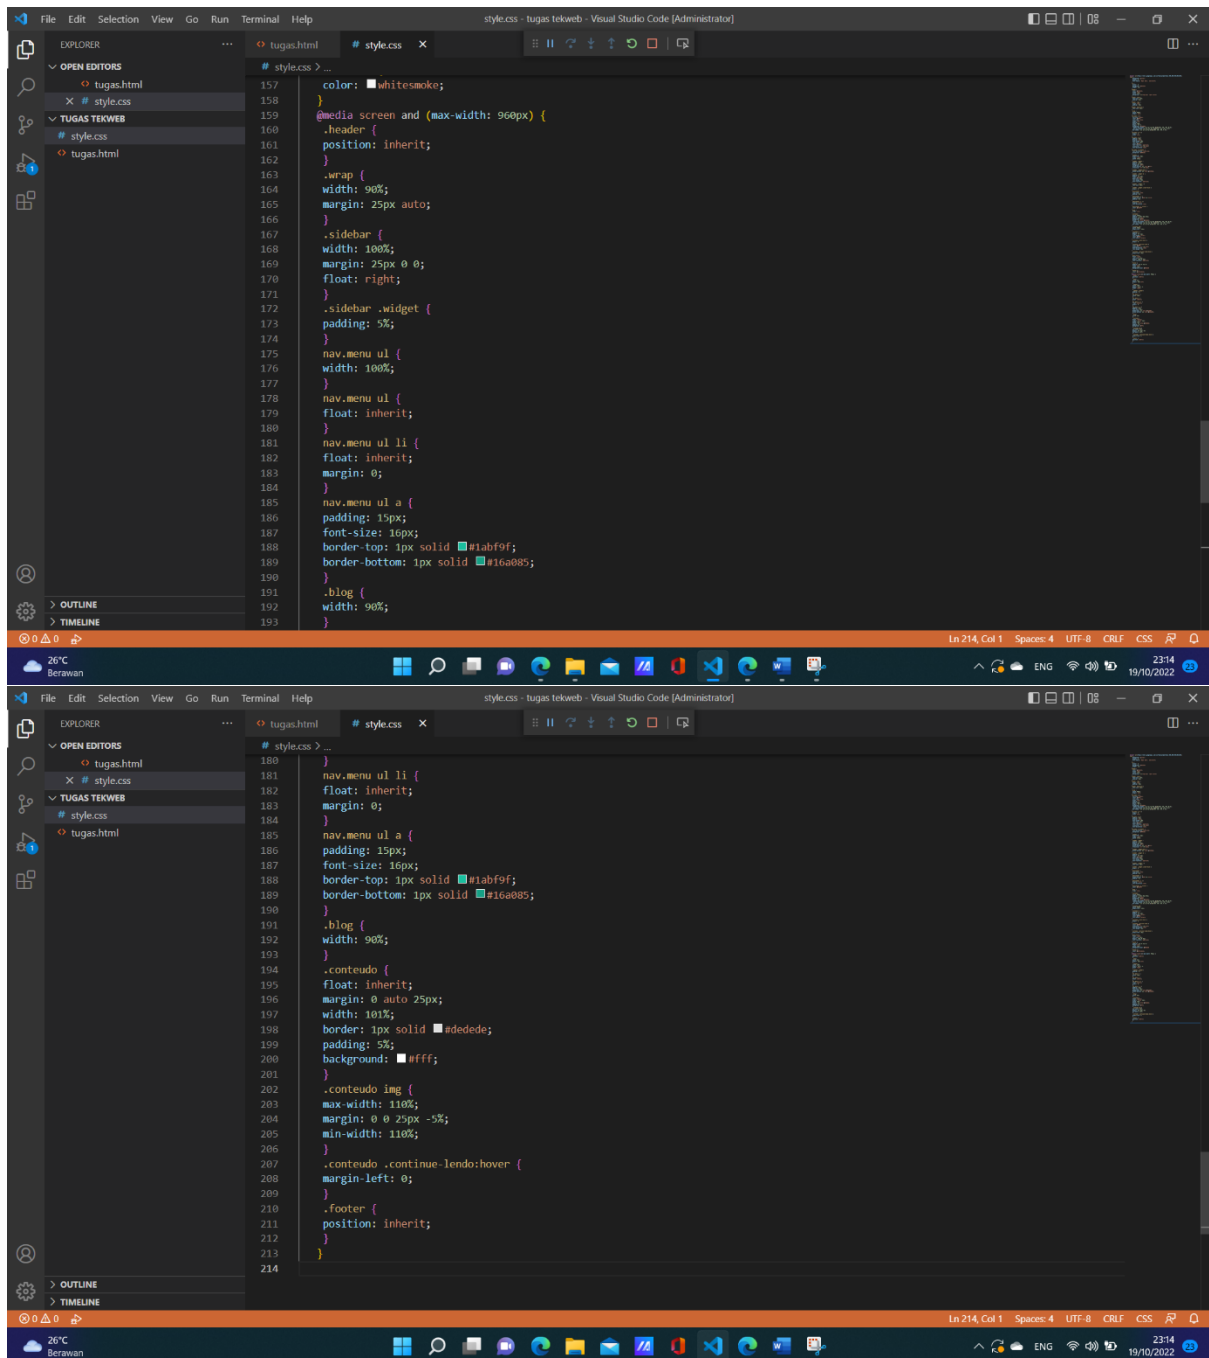 File Edit Selection View Go Run Terminal Help style.css - tugas tekweb - Visual Studio Code [Administrator]
EXPLORER ··· tugas.html # style.css
OPEN EDITORS # style.css > ...
tugas.html
# style.css
TUGAS TEKWEB
# style.css
tugas.html
1
157 color: whitesmoke;
158 }
159 @media screen and (max-width: 960px) {
160 .header {
161 position: inherit;
162 }
163 .wrap {
164 width: 90%;
165 margin: 25px auto;
166 }
167 .sidebar {
168 width: 100%;
169 margin: 25px 0 0;
170 float: right;
171 }
172 .sidebar .widget {
173 padding: 5%;
174 }
175 nav.menu ul {
176 width: 100%;
177 }
178 nav.menu ul {
179 float: inherit;
180 }
181 nav.menu ul li {
182 float: inherit;
183 margin: 0;
184 }
185 nav.menu ul a {
186 padding: 15px;
187 font-size: 16px;
188 border-top: 1px solid #1abf9f;
189 border-bottom: 1px solid #16a085;
190 }
191 .blog {
192 width: 90%;
193 }
OUTLINE
TIMELINE
0 0 Ln 214, Col 1 Spaces: 4 UTF-8 CRLF CSS
26°C
Berawan
ENG 23:14
19/10/2022 23
File Edit Selection View Go Run Terminal Help style.css - tugas tekweb - Visual Studio Code [Administrator]
EXPLORER ··· tugas.html # style.css
OPEN EDITORS # style.css > ...
tugas.html
# style.css
TUGAS TEKWEB
# style.css
tugas.html
1
180 }
181 nav.menu ul li {
182 float: inherit;
183 margin: 0;
184 }
185 nav.menu ul a {
186 padding: 15px;
187 font-size: 16px;
188 border-top: 1px solid #1abf9f;
189 border-bottom: 1px solid #16a085;
190 }
191 .blog {
192 width: 90%;
193 }
194 .conteudo {
195 float: inherit;
196 margin: 0 auto 25px;
197 width: 101%;
198 border: 1px solid #dedede;
199 padding: 5%;
200 background: #fff;
201 }
202 .conteudo img {
203 max-width: 110%;
204 margin: 0 0 25px -5%;
205 min-width: 110%;
206 }
207 .conteudo .continue-lendo:hover {
208 margin-left: 0;
209 }
210 .footer {
211 position: inherit;
212 }
213 }
214
OUTLINE
TIMELINE
0 0 Ln 214, Col 1 Spaces: 4 UTF-8 CRLF CSS
26°C
Berawan
ENG 23:14
19/10/2022 23